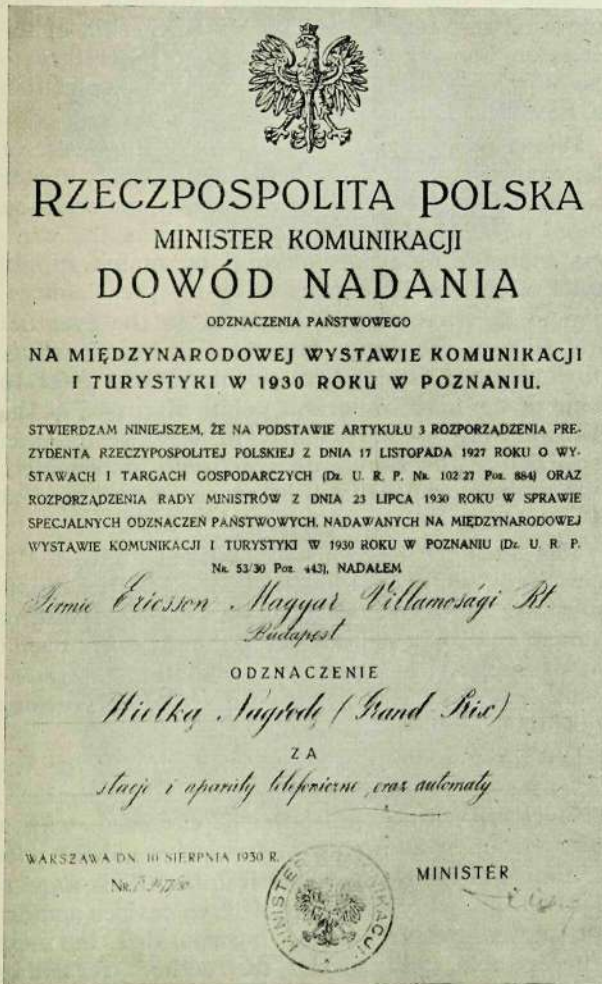 RZECZPOSPOLITA POLSKA
MINISTER KOMUNIKACJI
DOWÓD NADANIA
ODZNACZENIA PAŃSTWOWEGO
NA MIĘDZYNARODOWEJ WYSTAWIE KOMUNIKACJI
I TURYSTYKI W 1930 ROKU W POZNANIU.
STWIERDZAM NINIEJSZEM, ŻE NA PODSTAWIE ARTYKUŁU 3 ROZPORZĄDZENIA PRE-
ZYDENTA RZECZYPOSPOLITEJ POLSKIEJ Z DNIA 17 LISTOPADA 1927 ROKU O WY-
STAWACH I TARGACH GOSPODARCZYCH (Dz. U. R. P. Nr. 102/27 Poz. 884) ORAZ
ROZPORZĄDZENIA RADY MINISTRÓW Z DNIA 23 LIPCA 1930 ROKU W SPRAWIE
SPECJALNYCH ODZNACZEŃ PAŃSTWOWYCH, NADAWANYCH NA MIĘDZYNARODOWEJ
WYSTAWIE KOMUNIKACJI I TURYSTYKI W 1930 ROKU W POZNANIU (Dz. U. R. P.
Nr. 53/30 Poz. 443), NADAŁEM
Firmie Ericsson Magyar Villamosági Rt.
Budapest
ODZNACZENIE
Wielką Nagrodę (Grand Prix)
ZA
stacje i aparaty telefoniczne oraz automaty
WARSZAWA DN. 10 SIERPNIA 1930 R.
Nr.
MINISTER
MINISTER KOMUNIKACJI